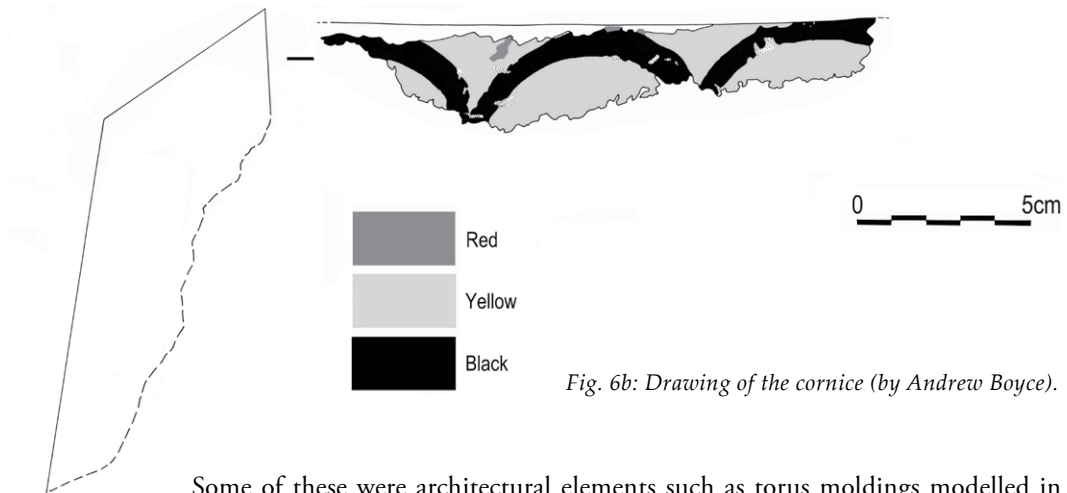 0 5cm
Red
Yellow
Black
Fig. 6b: Drawing of the cornice (by Andrew Boyce).
Some of these were architectural elements such as torus moldings modelled in